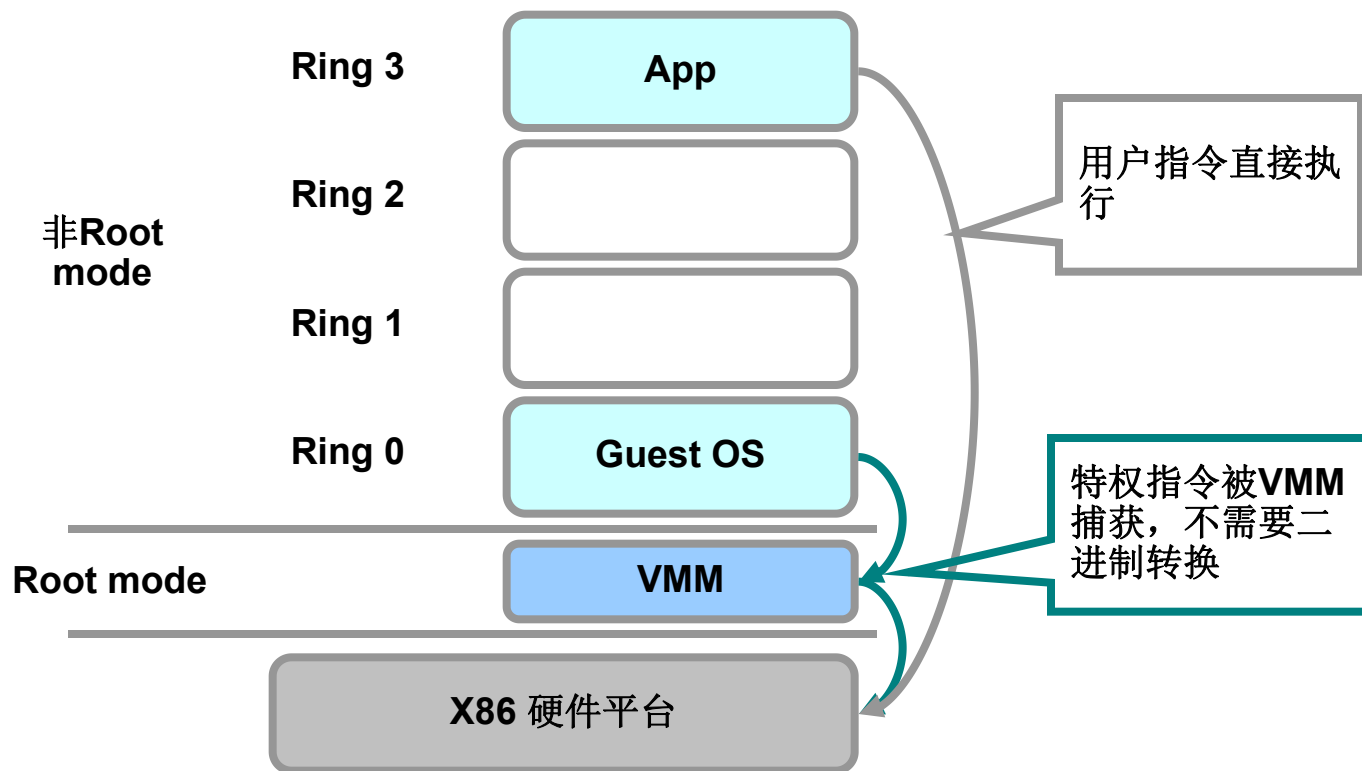 Ring 3
App
用户指令直接执
行
Ring 2
非Root
mode
Ring 1
Ring 0
Guest OS
特权指令被VMM
捕获，不需要二
进制转换
Root mode
VMM
X86 硬件平台